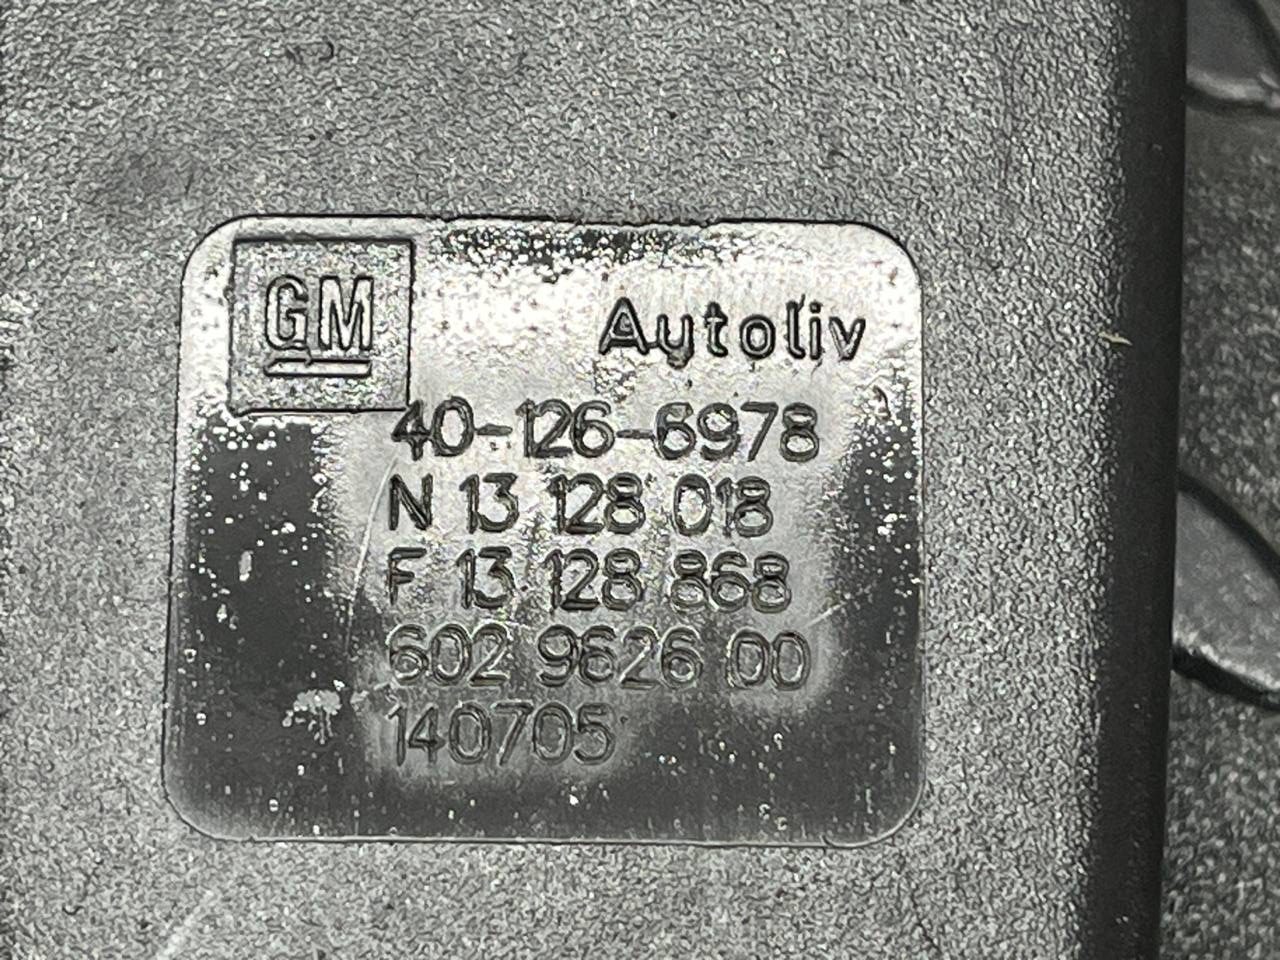 GM
Autoliv
40-126-6978
N 13 128 018
F 13 128 868
602 9626 00
140705